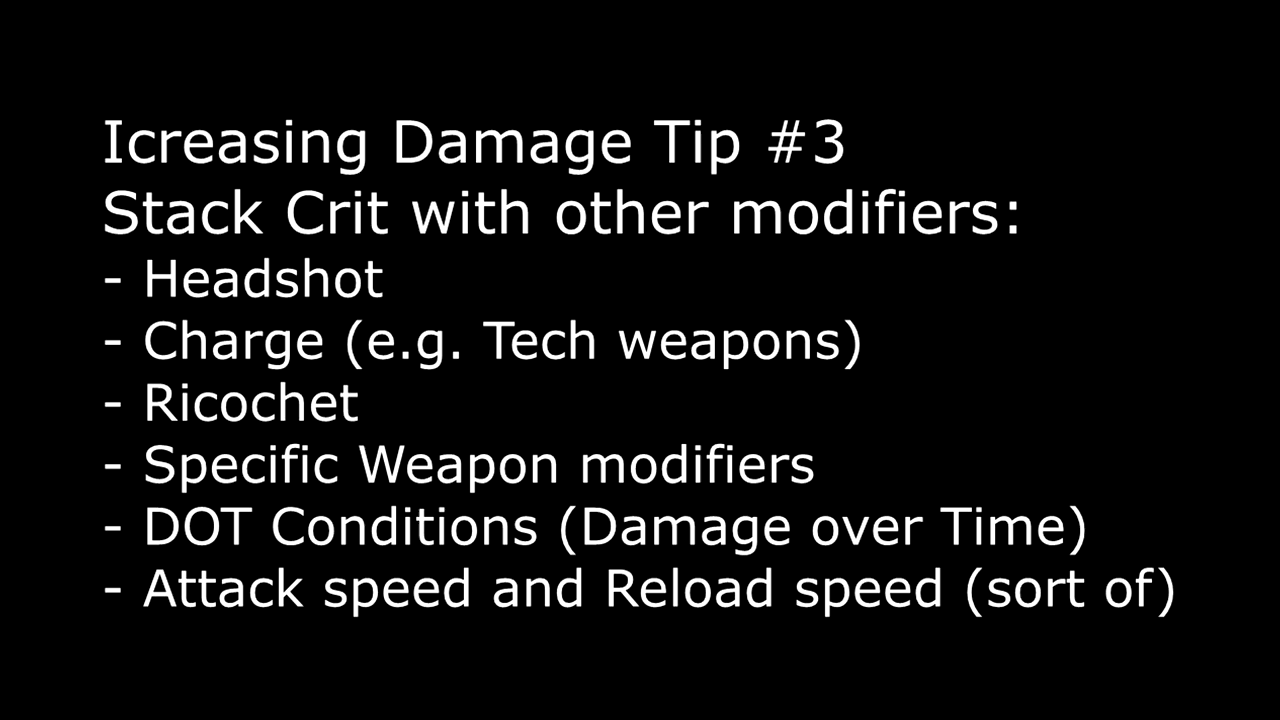 Icreasing Damage Tip #3
Stack Crit with other modifiers:
- Headshot
- Charge (e.g. Tech weapons)
- Ricochet
- Specific Weapon modifiers
- DOT Conditions (Damage over Time)
- Attack speed and Reload speed (sort of)